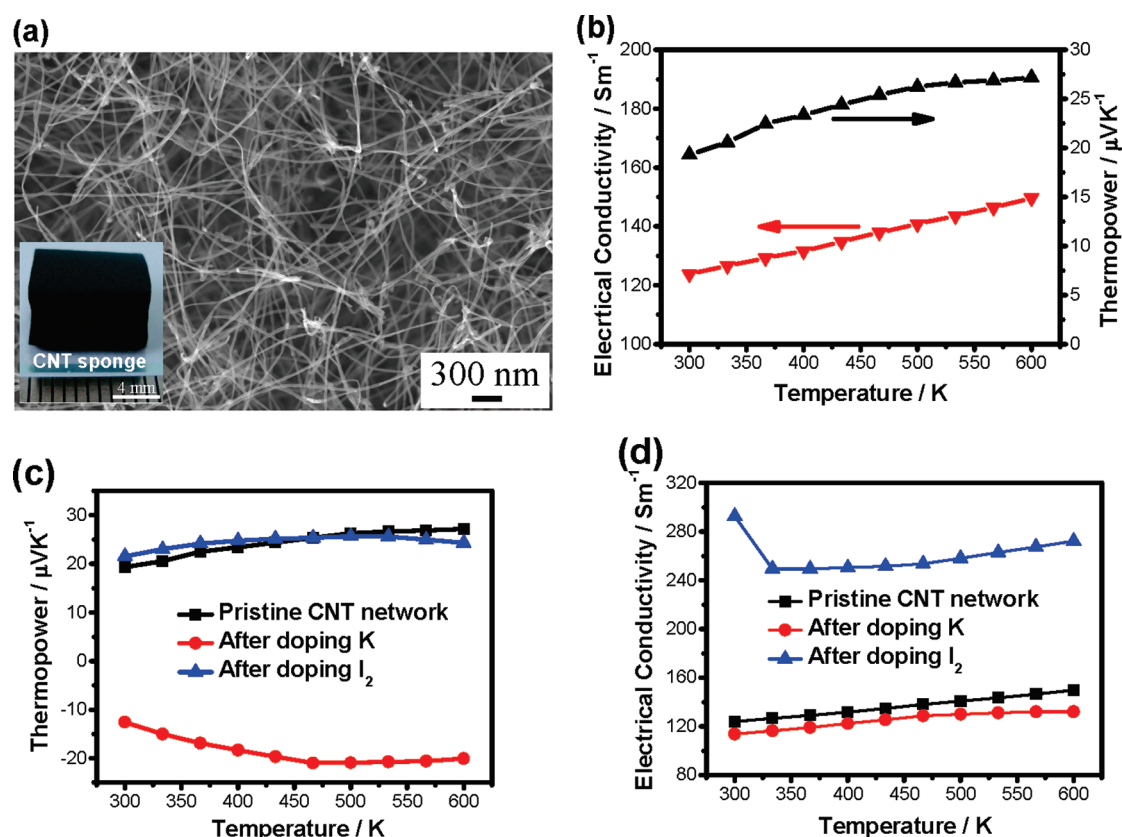 (a)
CNT sponge
4 mm
300 nm
(b)
200
180
160
140
120
100
Elecrtical Conductivity / Sm⁻¹
30
25
20
15
10
5
0
Thermopower / µVK⁻¹
300 350 400 450 500 550 600
Temperature / K
(c)
30
20
10
0
-10
-20
Thermopower / µVK⁻¹
Pristine CNT network
After doping K
After doping I₂
300 350 400 450 500 550 600
Temperature / K
(d)
320
280
240
200
160
120
80
Electrical Conductivity / Sm⁻¹
Pristine CNT network
After doping K
After doping I₂
300 350 400 450 500 550 600
Temperature / K